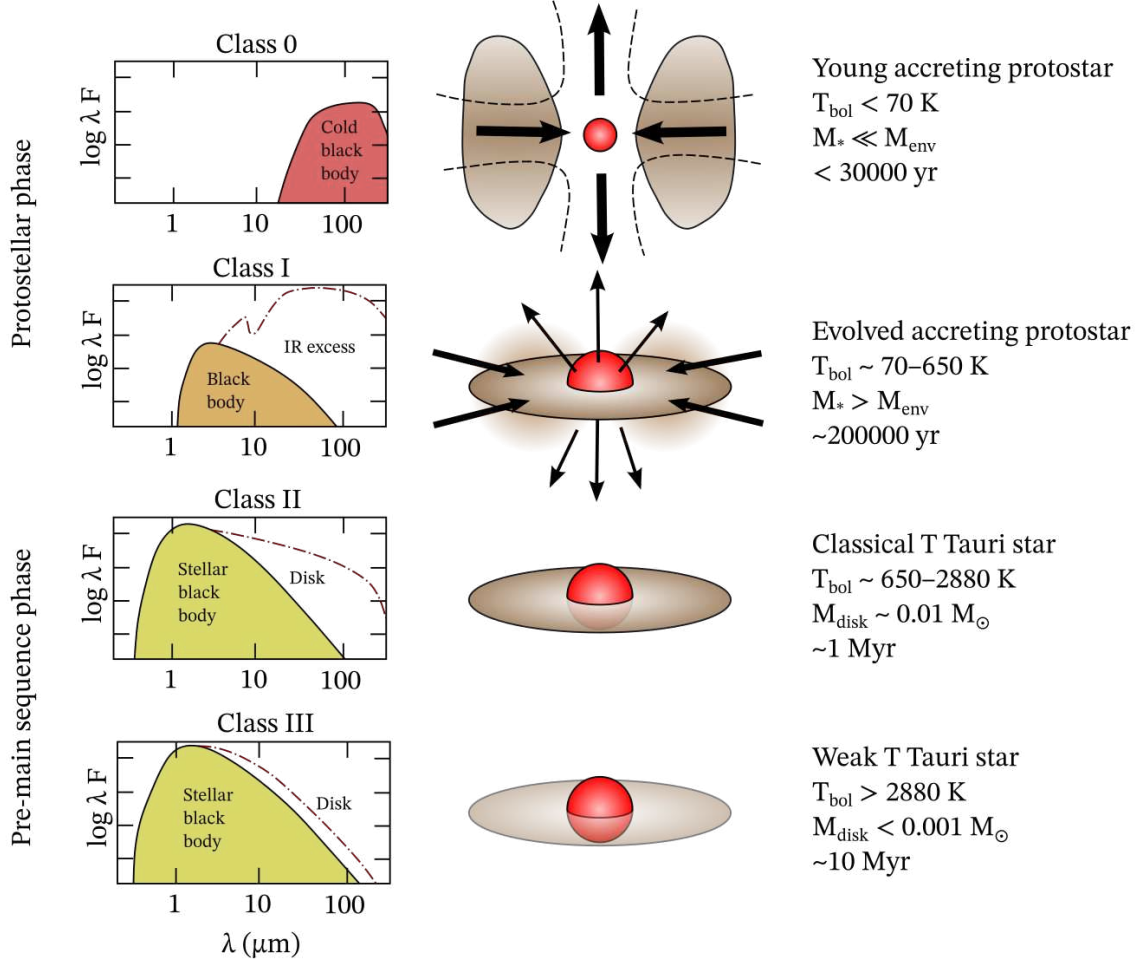 Protostellar phase
Class 0
log λ F
Cold
black
body
1
10
100
Young accreting protostar
T_bol < 70 K
M_* ≪ M_env
< 30000 yr
Class I
log λ F
IR excess
Black
body
1
10
100
Evolved accreting protostar
T_bol ~ 70–650 K
M_* > M_env
~200000 yr
Pre-main sequence phase
Class II
log λ F
Stellar
black
body
Disk
1
10
100
Classical T Tauri star
T_bol ~ 650–2880 K
M_disk ~ 0.01 M_⊙
~1 Myr
Class III
log λ F
Stellar
black
body
Disk
1
10
100
λ (μm)
Weak T Tauri star
T_bol > 2880 K
M_disk < 0.001 M_⊙
~10 Myr